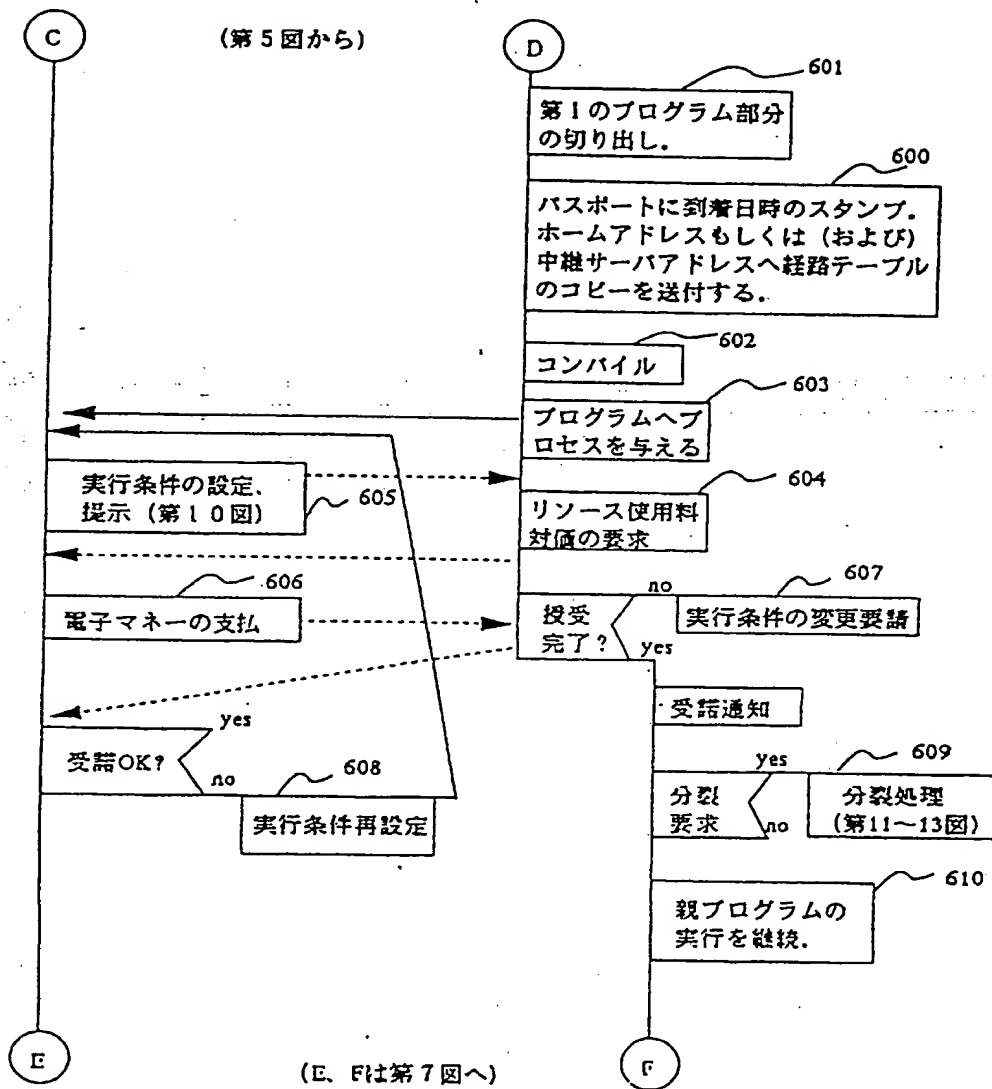 C
(第5図から)
D
601
第1のプログラム部分
の切り出し.
600
パスポートに到着日時のスタンプ.
ホームアドレスもしくは(および)
中継サーバアドレスへ経路テーブル
のコピーを送付する.
602
コンパイル
603
プログラムへプ
ロセスを与える
実行条件の設定、
提示(第10図)
605
604
リソース使用料
対価の要求
606
電子マネーの支払
授受
完了?
no
yes
607
実行条件の変更要請
受諾通知
受諾OK?
yes
no
608
実行条件再設定
分裂
要求
yes
no
609
分裂処理
(第11~13図)
610
親プログラムの
実行を継続.
E
(E、Fは第7図へ)
F